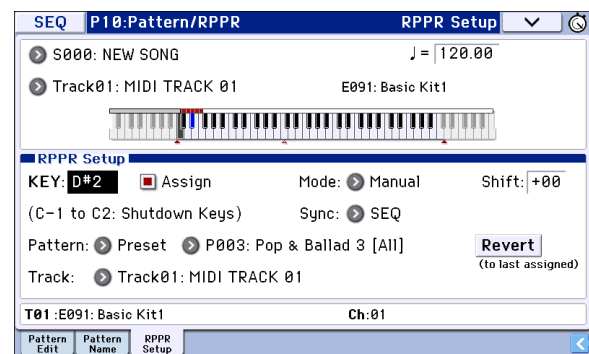 SEQ P10:Pattern/RPPR RPPR Setup
S000: NEW SONG ♩= 120.00
Track01: MIDI TRACK 01 E091: Basic Kit1
RPPR Setup
KEY: D#2 Assign Mode: Manual Shift: +00
(C-1 to C2: Shutdown Keys) Sync: SEQ
Pattern: Preset P003: Pop & Ballad 3 [All] Revert
(to last assigned)
Track: Track01: MIDI TRACK 01
T01 :E091: Basic Kit1 Ch:01
Pattern Edit Pattern Name RPPR Setup